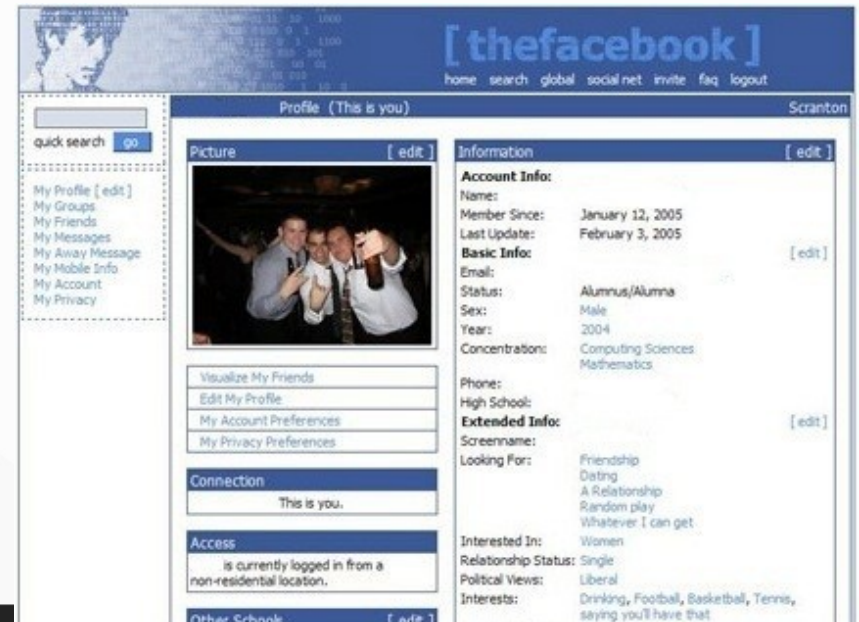 [ thefacebook ]
home search global social net invite faq logout
Profile (This is you) Scranton
quick search go
My Profile [ edit ]
My Groups
My Friends
My Messages
My Away Message
My Mobile Info
My Account
My Privacy
Picture [ edit ]
Visualize My Friends
Edit My Profile
My Account Preferences
My Privacy Preferences
Connection
This is you.
Access
is currently logged in from a
non-residential location.
Other Schools [ edit ]
Information [ edit ]
Account Info:
Name:
Member Since: January 12, 2005
Last Update: February 3, 2005
Basic Info: [ edit ]
Email:
Status: Alumnus/Alumna
Sex: Male
Year: 2004
Concentration: Computing Sciences
Mathematics
Phone:
High School:
Extended Info: [ edit ]
Screenname:
Looking For: Friendship
Dating
A Relationship
Random play
Whatever I can get
Interested In: Women
Relationship Status: Single
Political Views: Liberal
Interests: Drinking, Football, Basketball, Tennis,
saying you'll have that